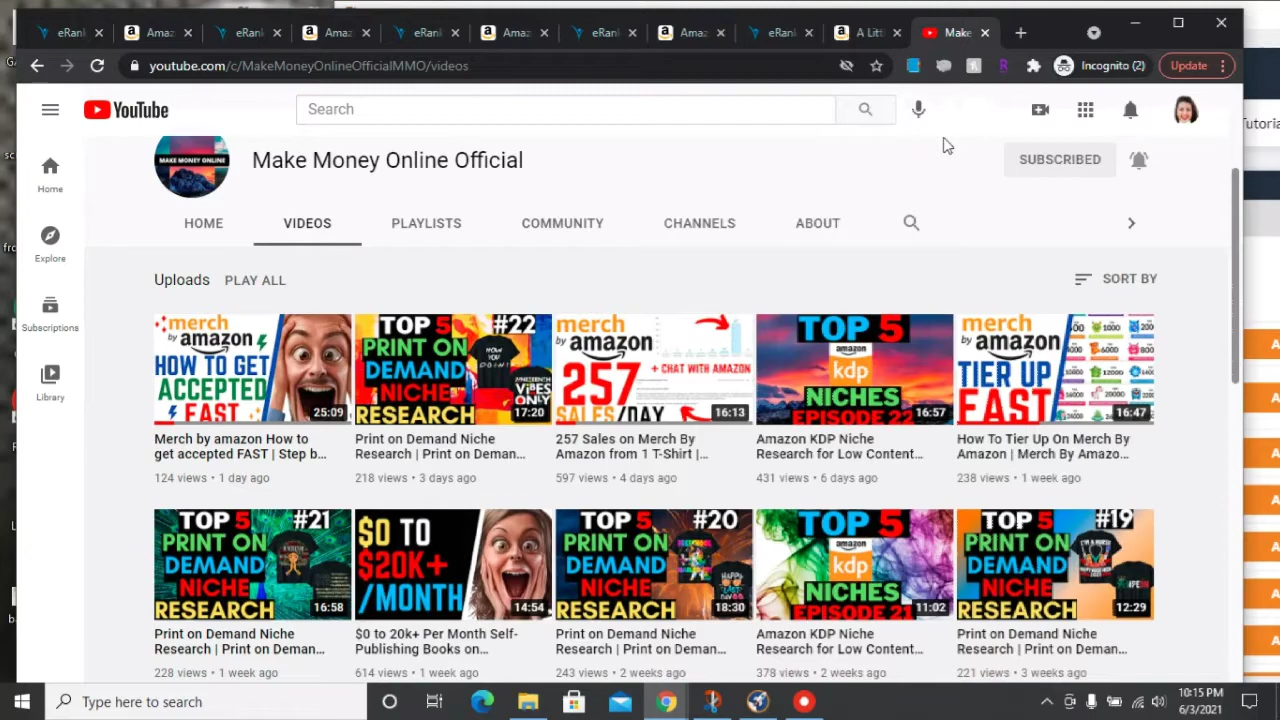 eRank
Amaz
eRank
Amaz
eRank
Amaz
eRank
Amaz
eRank
A Littl
Make
youtube.com/c/MakeMoneyOnlineOfficialMMO/videos
Incognito (2)
Update
YouTube
Search
Tutoria
MAKE MONEY ONLINE
Make Money Online Official
SUBSCRIBED
Home
HOME
VIDEOS
PLAYLISTS
COMMUNITY
CHANNELS
ABOUT
Explore
Subscriptions
Library
Uploads
PLAY ALL
SORT BY
merch
by amazon
HOW TO GET
ACCEPTED
FAST
25:09
TOP 5 #22
PRINT ON
DEMAND
NICHE
RESEARCH
HOW
YOU
DOIN?
VIBES
ONLY
17:20
merch
by amazon
+ CHAT WITH AMAZON
257
SALES/DAY
16:13
TOP 5
amazon
kdp
NICHES
EPISODE 22
16:57
merch
by amazon
TIER UP
FAST
16:47
Merch by amazon How to
get accepted FAST | Step b...
124 views • 1 day ago
Print on Demand Niche
Research | Print on Deman...
218 views • 3 days ago
257 Sales on Merch By
Amazon from 1 T-Shirt |...
597 views • 4 days ago
Amazon KDP Niche
Research for Low Content...
431 views • 6 days ago
How To Tier Up On Merch By
Amazon | Merch By Amazo...
238 views • 1 week ago
TOP 5 #21
PRINT ON
DEMAND
NICHE
RESEARCH
16:58
$0 TO
$20K+
/MONTH
14:54
TOP 5 #20
PRINT ON
DEMAND
NICHE
RESEARCH
18:30
TOP 5
amazon
kdp
NICHES
EPISODE 21
11:02
TOP 5 #19
PRINT ON
DEMAND
NICHE
RESEARCH
12:29
Print on Demand Niche
Research | Print on Deman...
228 views • 1 week ago
$0 to 20k+ Per Month Self-
Publishing Books on...
614 views • 1 week ago
Print on Demand Niche
Research | Print on Deman...
243 views • 2 weeks ago
Amazon KDP Niche
Research for Low Content...
378 views • 2 weeks ago
Print on Demand Niche
Research | Print on Deman...
221 views • 3 weeks ago
Type here to search
10:15 PM
6/3/2021